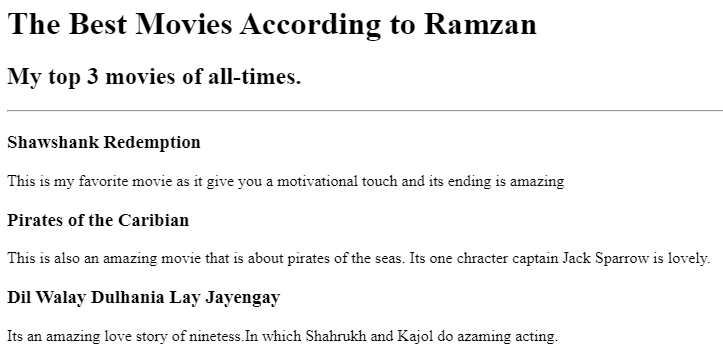 The Best Movies According to Ramzan
My top 3 movies of all-times.
Shawshank Redemption
This is my favorite movie as it give you a motivational touch and its ending is amazing
Pirates of the Caribian
This is also an amazing movie that is about pirates of the seas. Its one chracter captain Jack Sparrow is lovely.
Dil Walay Dulhania Lay Jayengay
Its an amazing love story of ninetess.In which Shahrukh and Kajol do azaming acting.